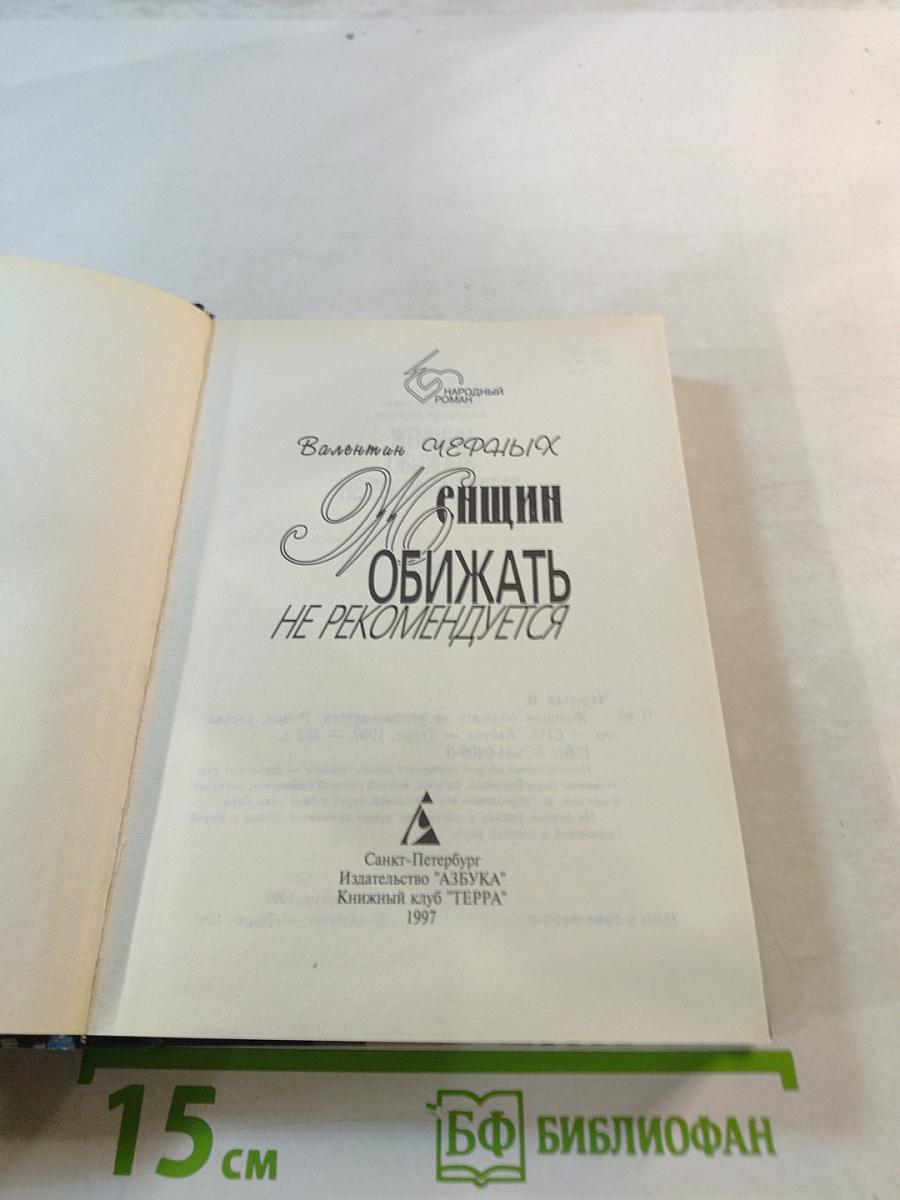 НАРОДНЫЙ
РОМАН
Валентин ЧЕРНЫХ
Женщин
ОБИЖАТЬ
НЕ РЕКОМЕНДУЕТСЯ
Санкт-Петербург
Издательство "АЗБУКА"
Книжный клуб "ТЕРРА"
1997
15 см
БФ БИБЛИОФАН